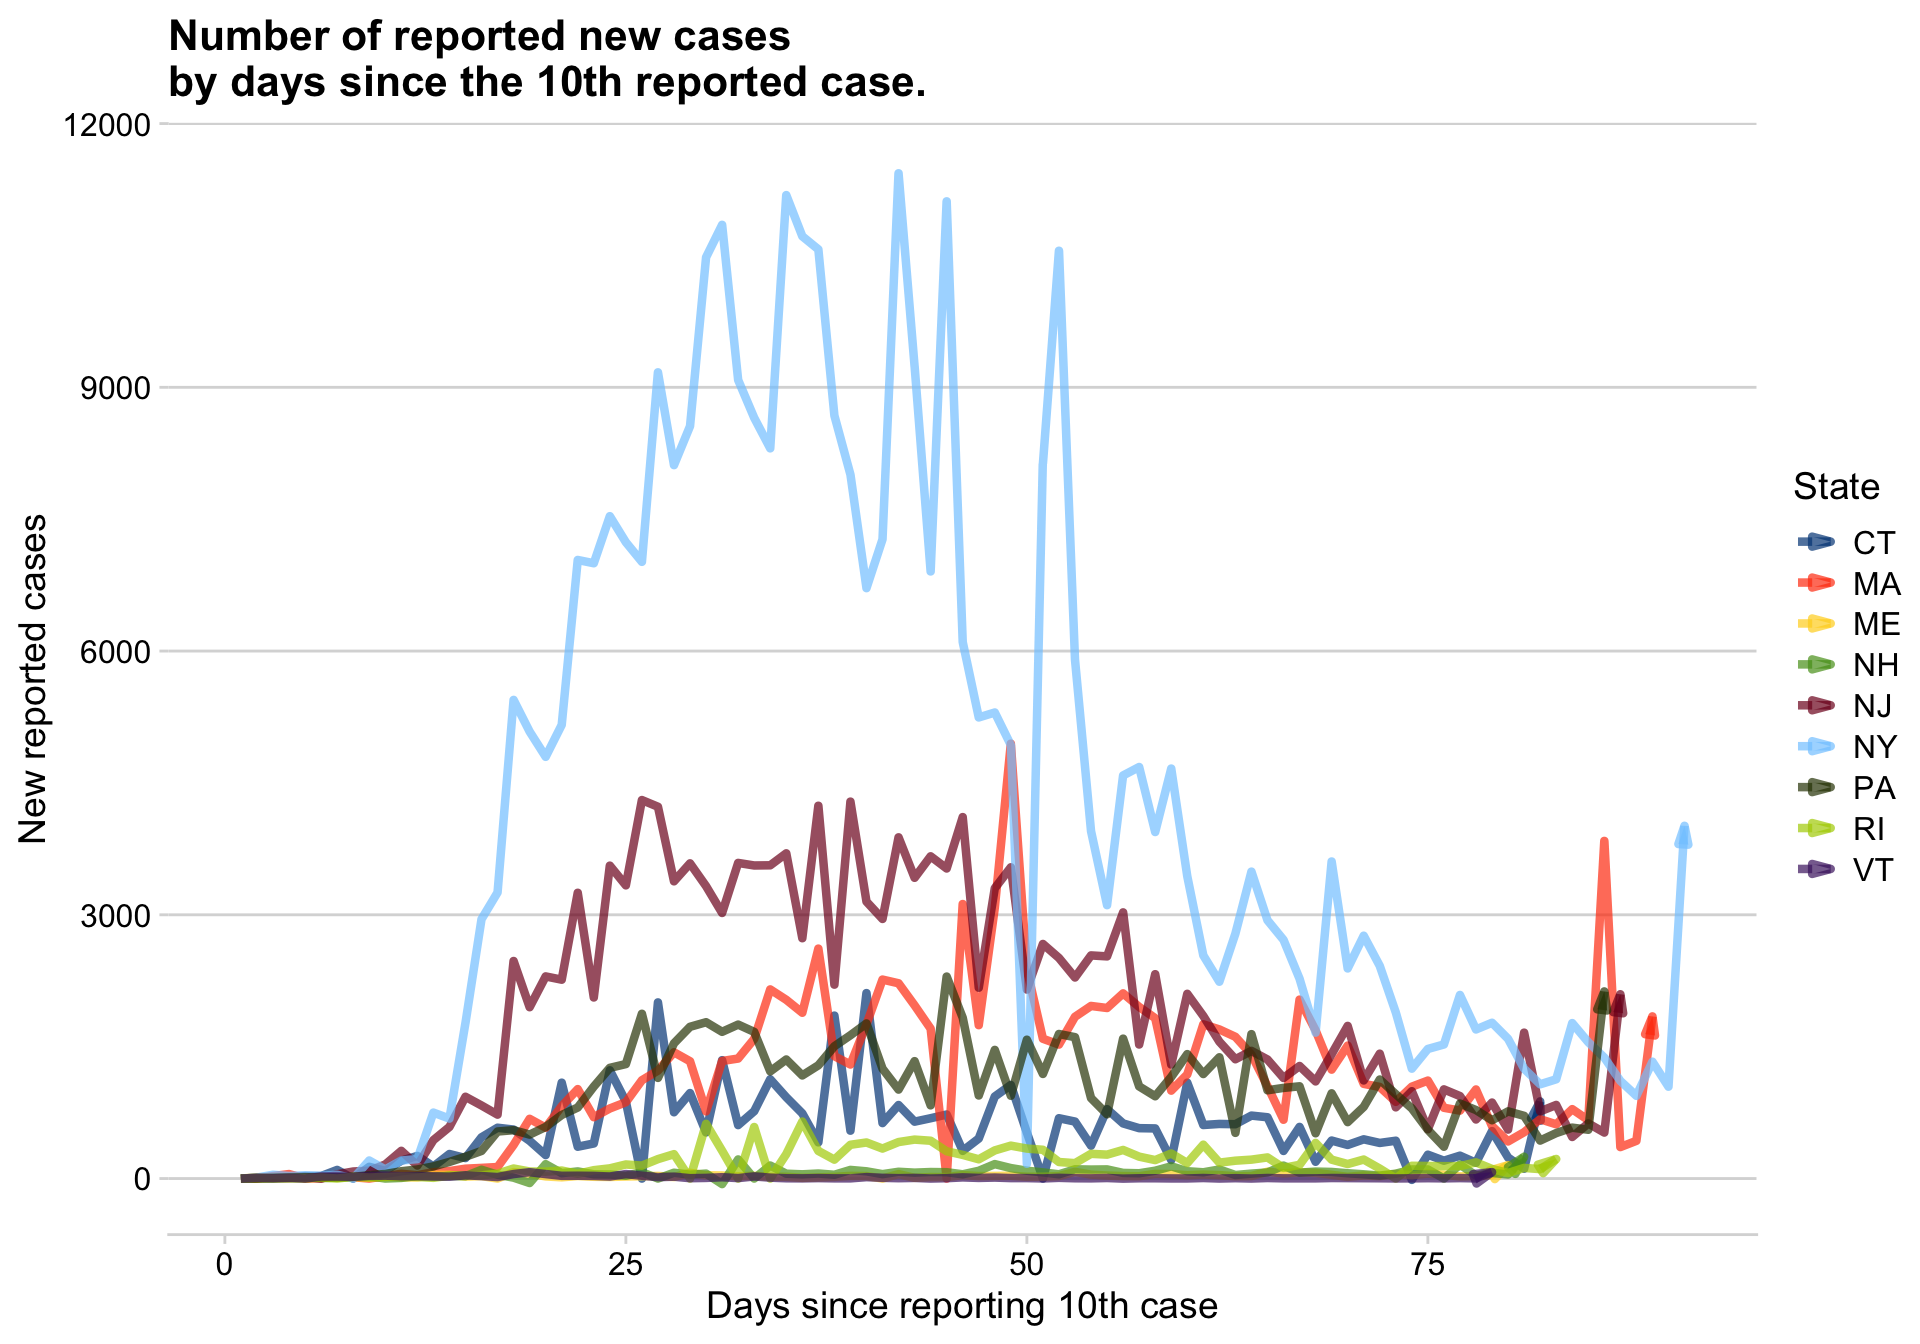 Number of reported new cases
by days since the 10th reported case.
12000
9000
6000
3000
0
New reported cases
0 25 50 75
Days since reporting 10th case
State
CT
MA
ME
NH
NJ
NY
PA
RI
VT